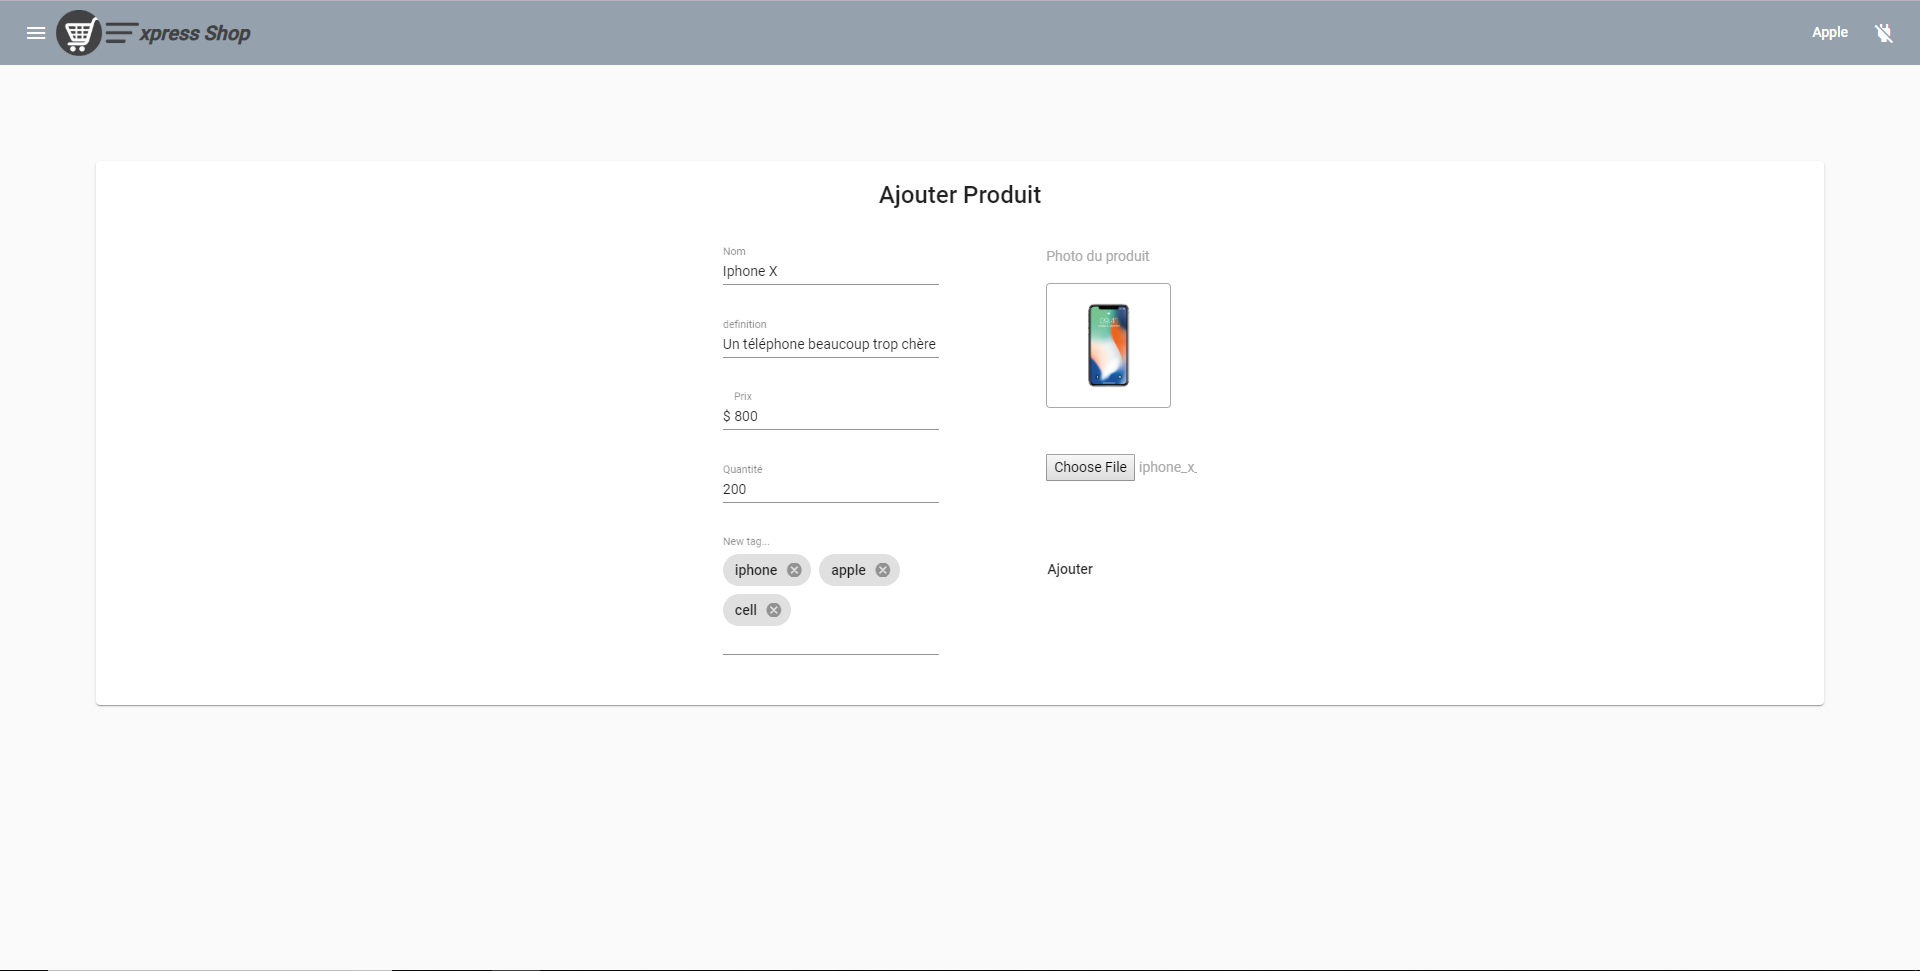 xpress Shop
Apple
Ajouter Produit
Nom
Iphone X
definition
Un téléphone beaucoup trop chère
Prix
$ 800
Quantité
200
New tag...
iphone
apple
cell
Photo du produit
Choose File iphone_x.
Ajouter